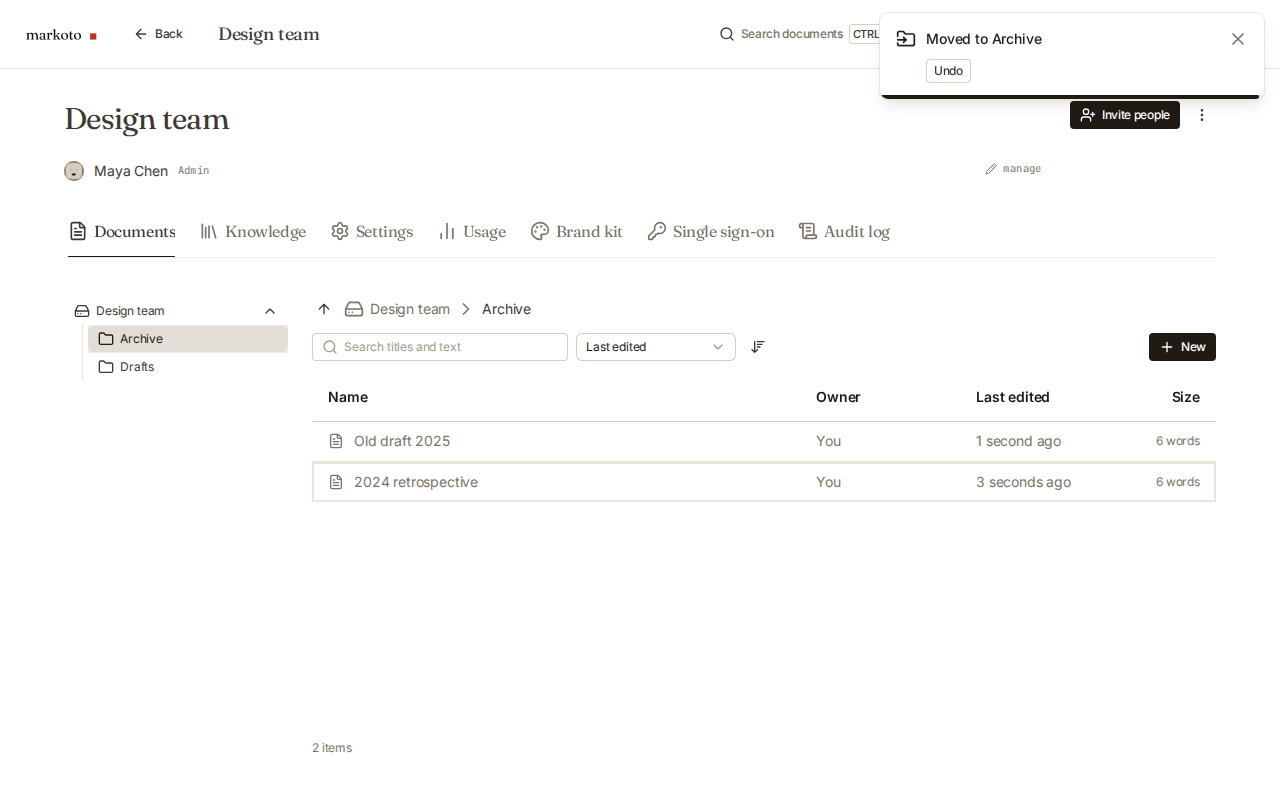 markoto
Back
Design team
Search documents CTRL
Moved to Archive
Undo
Design team
Invite people
Maya Chen Admin
manage
Documents Knowledge Settings Usage Brand kit Single sign-on Audit log
Design team
Archive
Drafts
Design team Archive
Search titles and text
Last edited
New
Name Owner Last edited Size
Old draft 2025 You 1 second ago 6 words
2024 retrospective You 3 seconds ago 6 words
2 items